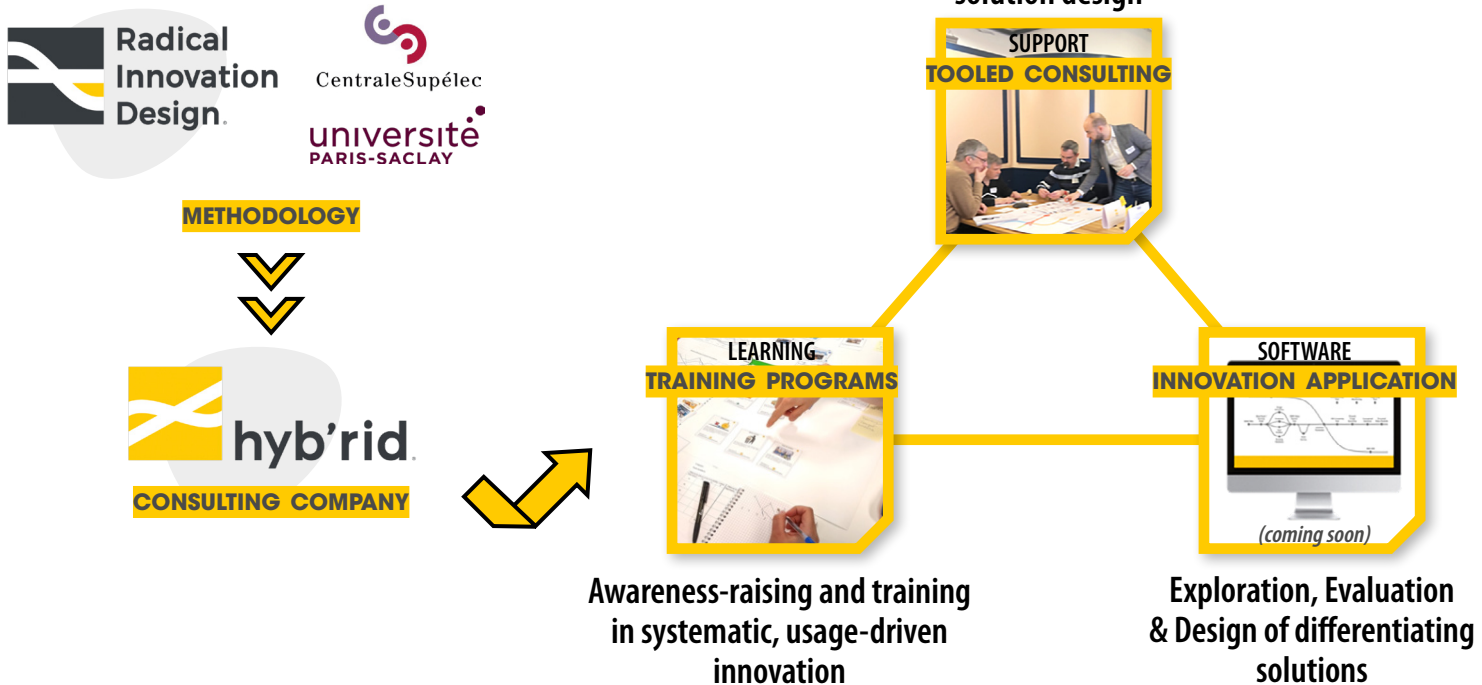 Radical
Innovation
Design.
CentraleSupélec
université
PARIS-SACLAY
METHODOLOGY
hyb'rid.
CONSULTING COMPANY
solution design
SUPPORT
TOOLED CONSULTING
LEARNING
TRAINING PROGRAMS
Awareness-raising and training
in systematic, usage-driven
innovation
SOFTWARE
INNOVATION APPLICATION
(coming soon)
Exploration, Evaluation
& Design of differentiating
solutions